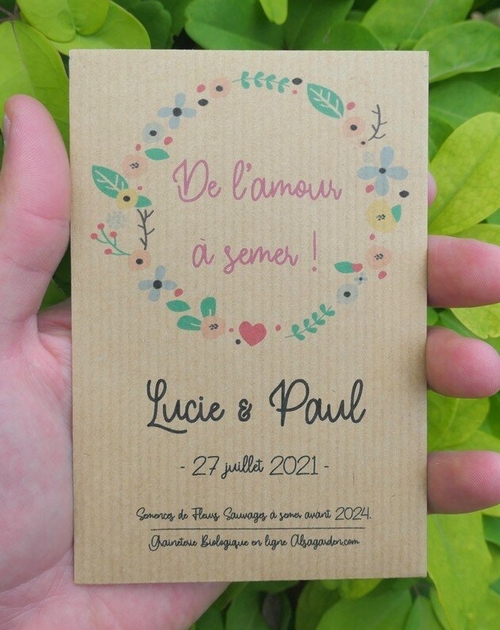 De l'amour
à semer !
Lucie & Paul
- 27 juillet 2021 -
Semences de Fleurs Sauvages à semer avant 2024.
Graineterie Biologique en ligne Alsagarden.com